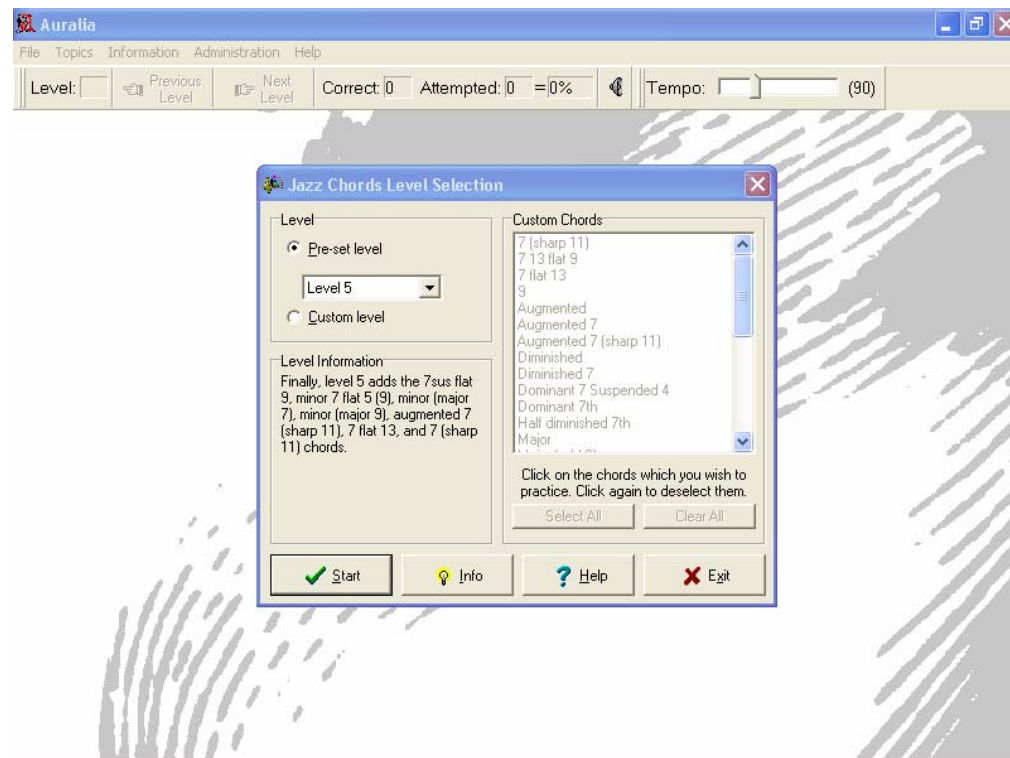 Auralia
File Topics Information Administration Help
Level: Previous Level Next Level Correct: 0 Attempted: 0 =0% Tempo: (90)
Jazz Chords Level Selection
Level
Pre-set level
Level 5
Custom level
Level Information
Finally, level 5 adds the 7sus flat
9, minor 7 flat 5 (9), minor (major
7), minor (major 9), augmented 7
(sharp 11), 7 flat 13, and 7 (sharp
11) chords.
Custom Chords
7 (sharp 11)
7 13 flat 9
7 flat 13
9
Augmented
Augmented 7
Augmented 7 (sharp 11)
Diminished
Diminished 7
Dominant 7 Suspended 4
Dominant 7th
Half diminished 7th
Major
Click on the chords which you wish to
practice. Click again to deselect them.
Select All Clear All
Start Info Help Exit